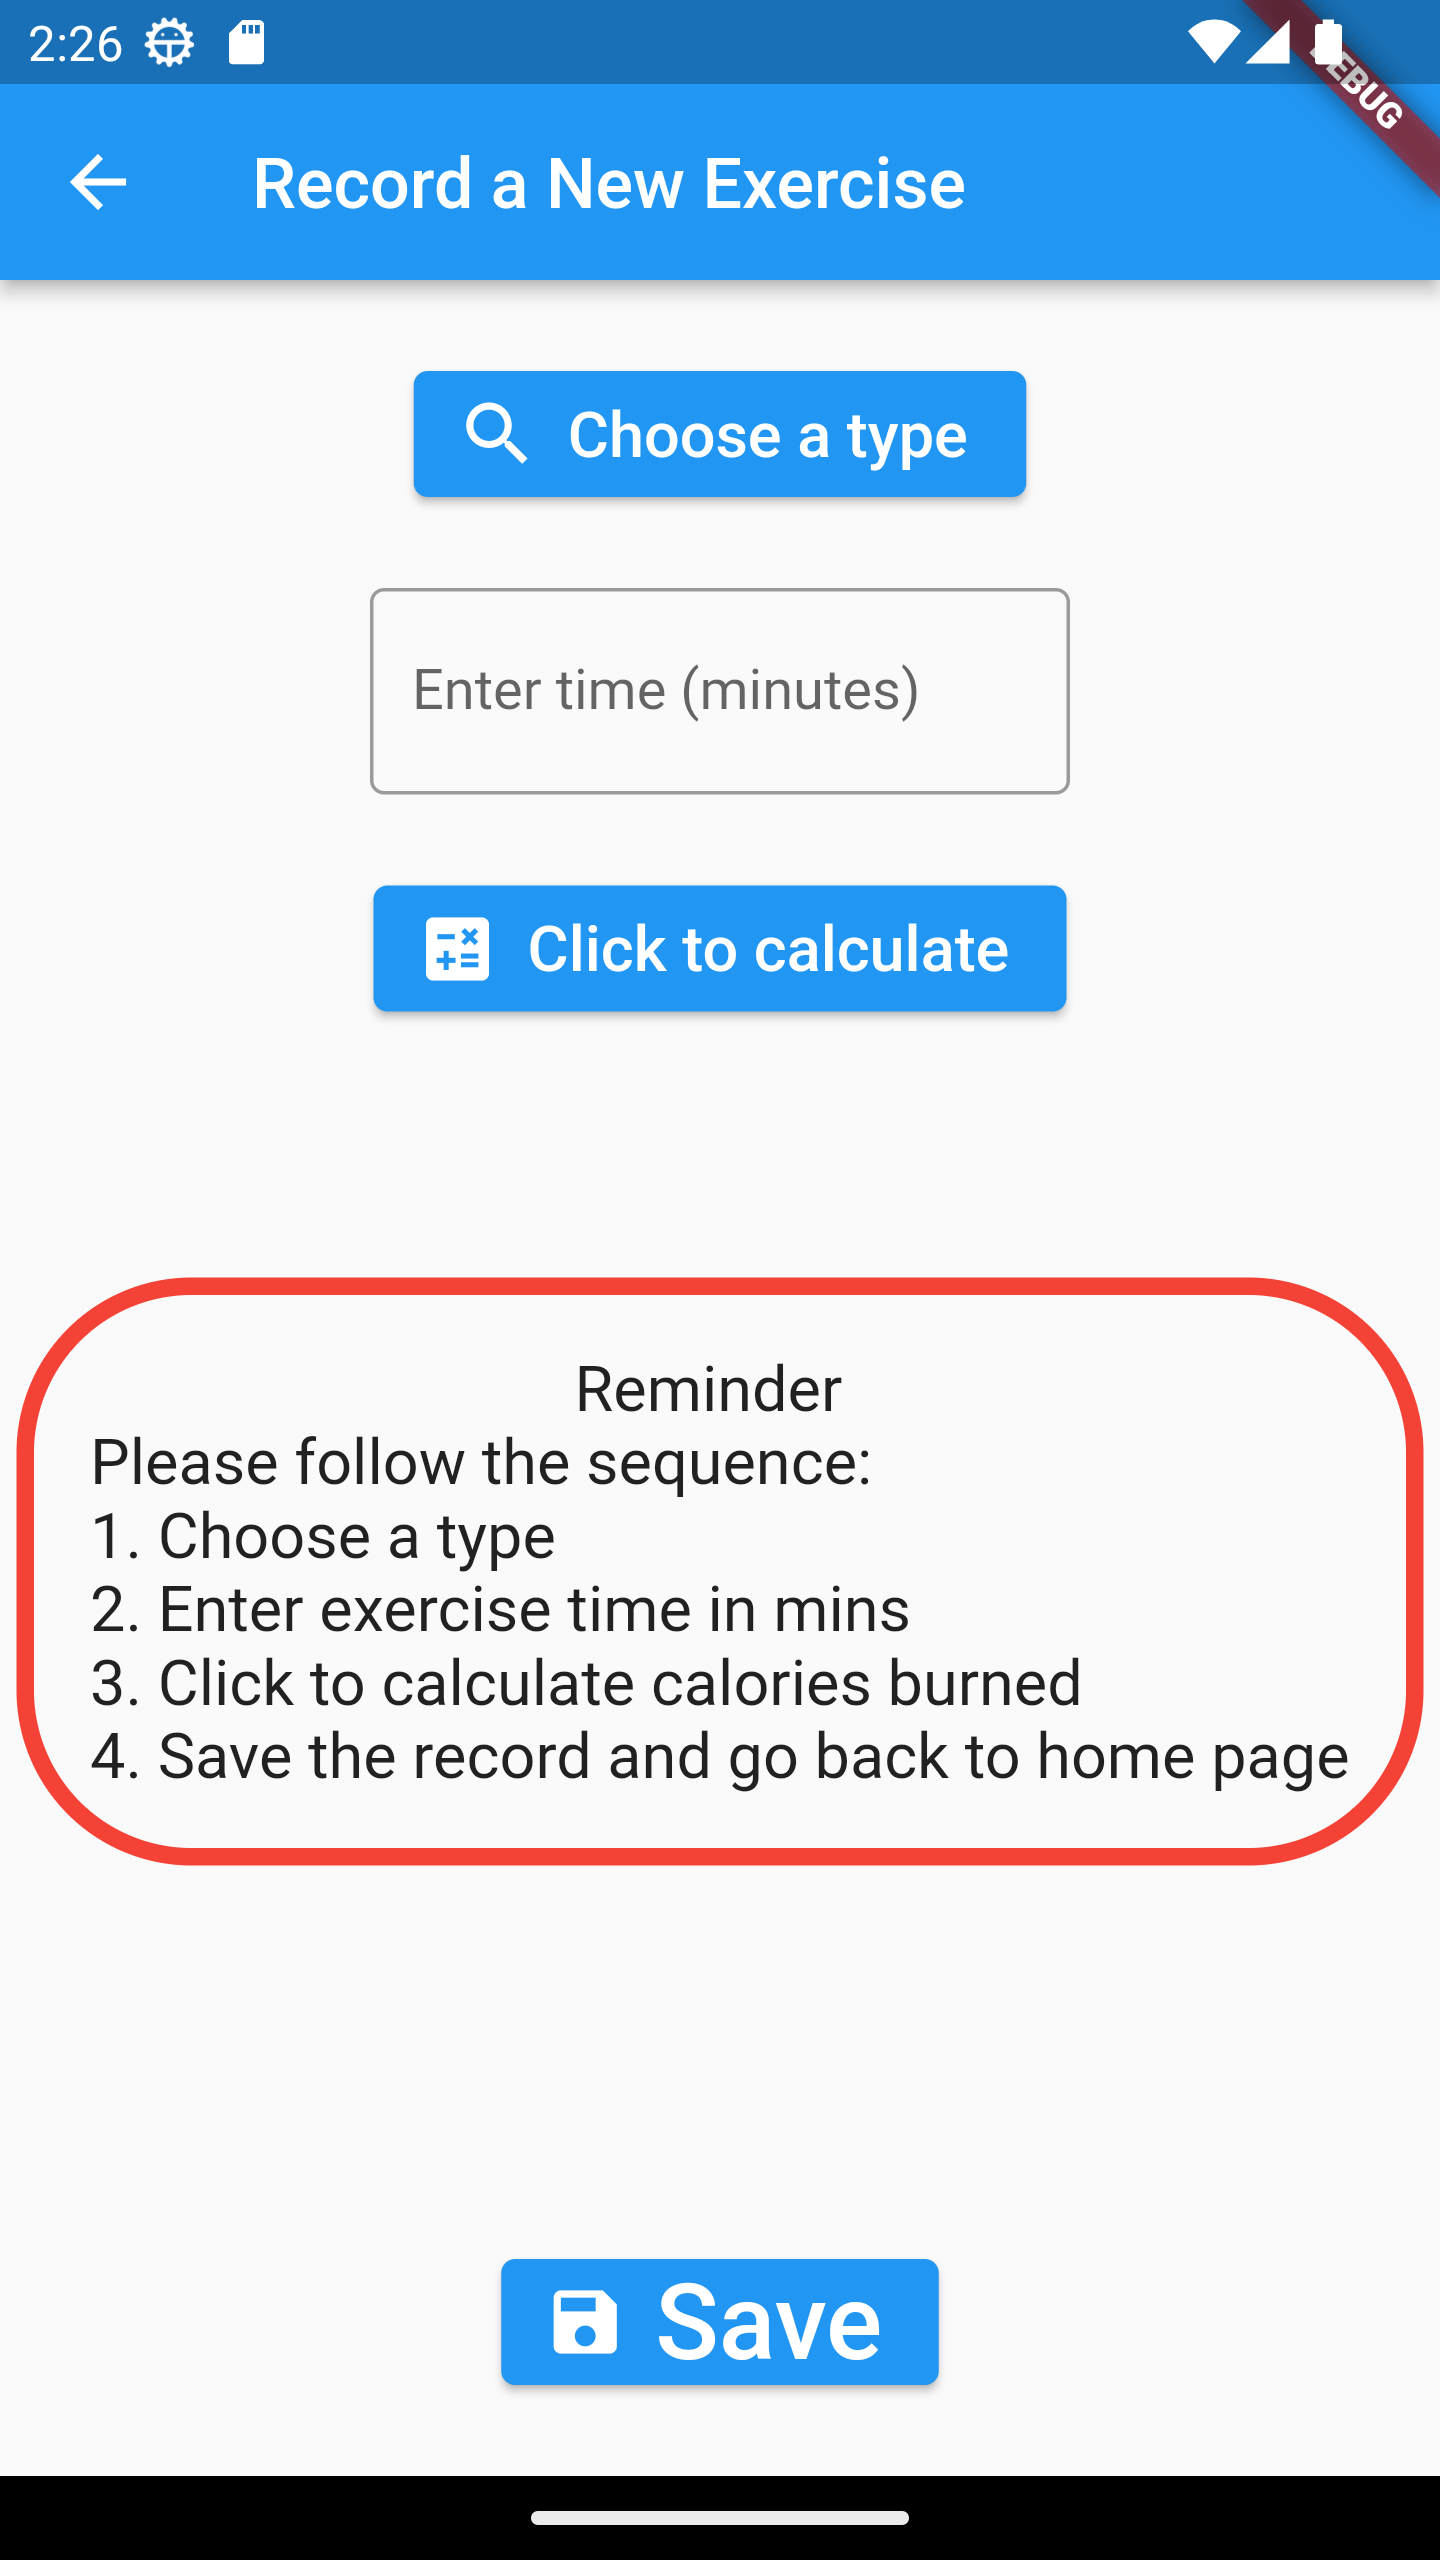 2:26
DEBUG
Record a New Exercise
Choose a type
Enter time (minutes)
Click to calculate
Reminder
Please follow the sequence:
1. Choose a type
2. Enter exercise time in mins
3. Click to calculate calories burned
4. Save the record and go back to home page
Save